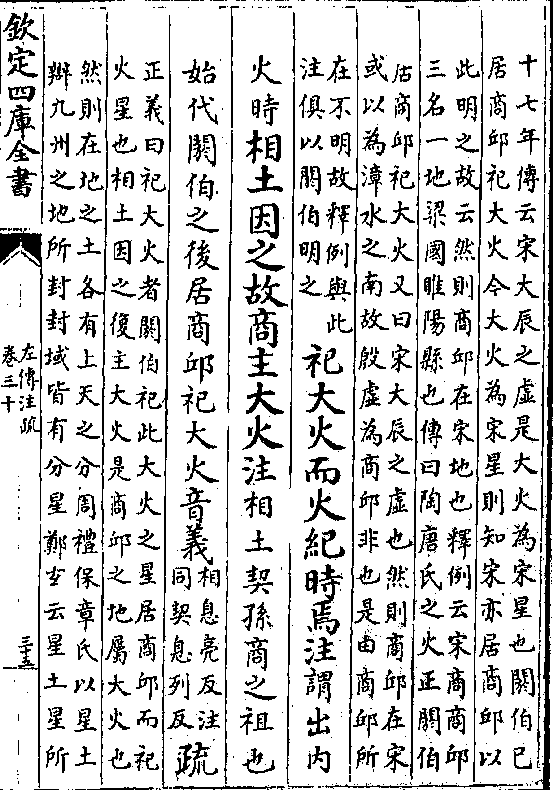 十七年傳云宋大辰之虚是大火為宋星也閼伯已
居商邱祀大火今大火為宋星則知宋亦居商邱以
此明之故云然則商邱在宋地也釋例云宋商商邱
三名一地梁國睢陽縣也傳曰陶唐氏之火正閼伯
居商邱祀大火又曰宋大辰之虚也然則商邱在宋
或以為漳水之南故殷虚為商邱非也是由商邱所
在不明故釋例與此
注俱以閼伯明之
祀大火而火紀時焉注謂出内
火時相土因之故商主大火注相土契孫商之祖也
始代閼伯之後居商邱祀大火音義
相息亮反注
同契息列反
疏
正義曰祀大火者閼伯祀此大火之星居商邱而祀
火星也相土因之復主大火是商邱之地屬大火也
然則在地之土各有上天之分周禮保章氏以星土
辨九州之地所封封域皆有分星鄭𤣥云星土星所
欽定四庫全書
左傳注疏
卷三十
三十五